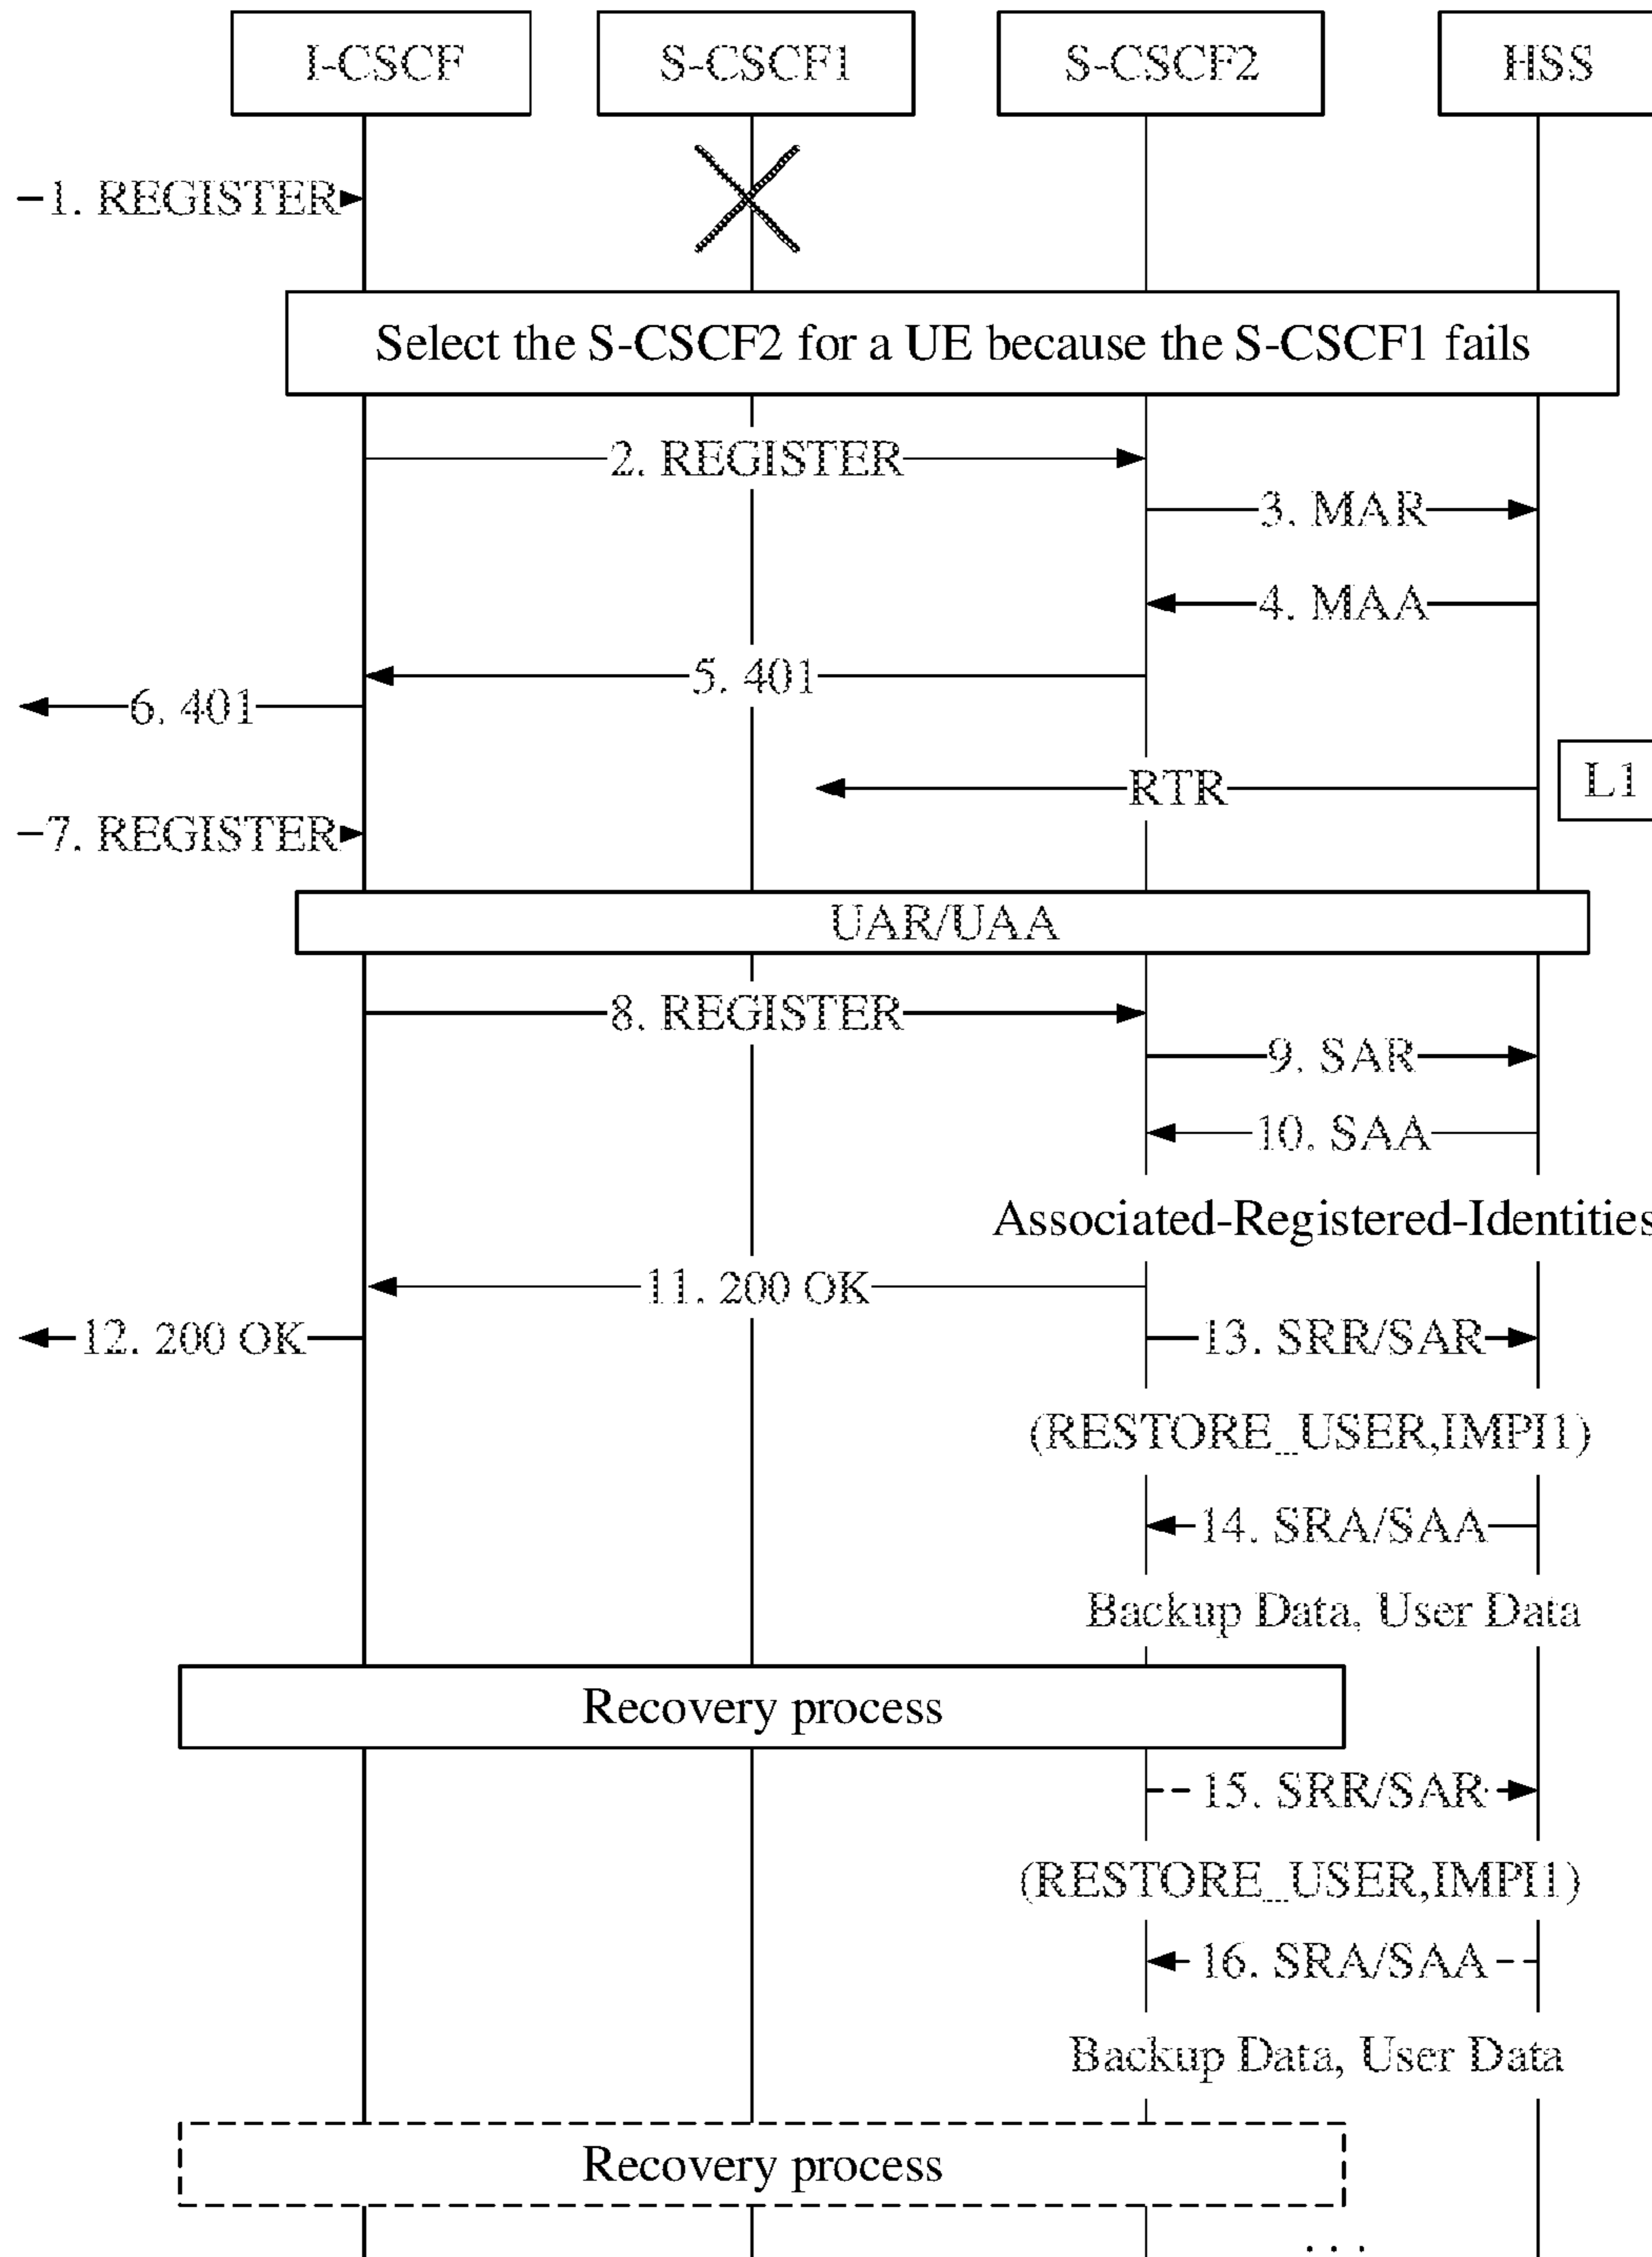 I-CSCF
S-CSCF1
S-CSCF2
HSS
1. REGISTER
Select the S-CSCF2 for a UE because the S-CSCF1 fails
2. REGISTER
3. MAR
4. MAA
5. 401
6. 401
RTR
L1
7. REGISTER
UAR/UAA
8. REGISTER
9. SAR
10. SAA
Associated-Registered-Identities
11. 200 OK
12. 200 OK
13. SRR/SAR
(RESTORE_USER,IMPI1)
14. SRA/SAA
Backup Data, User Data
Recovery process
15. SRR/SAR
(RESTORE_USER,IMPI1)
16. SRA/SAA
Backup Data, User Data
Recovery process
. . .